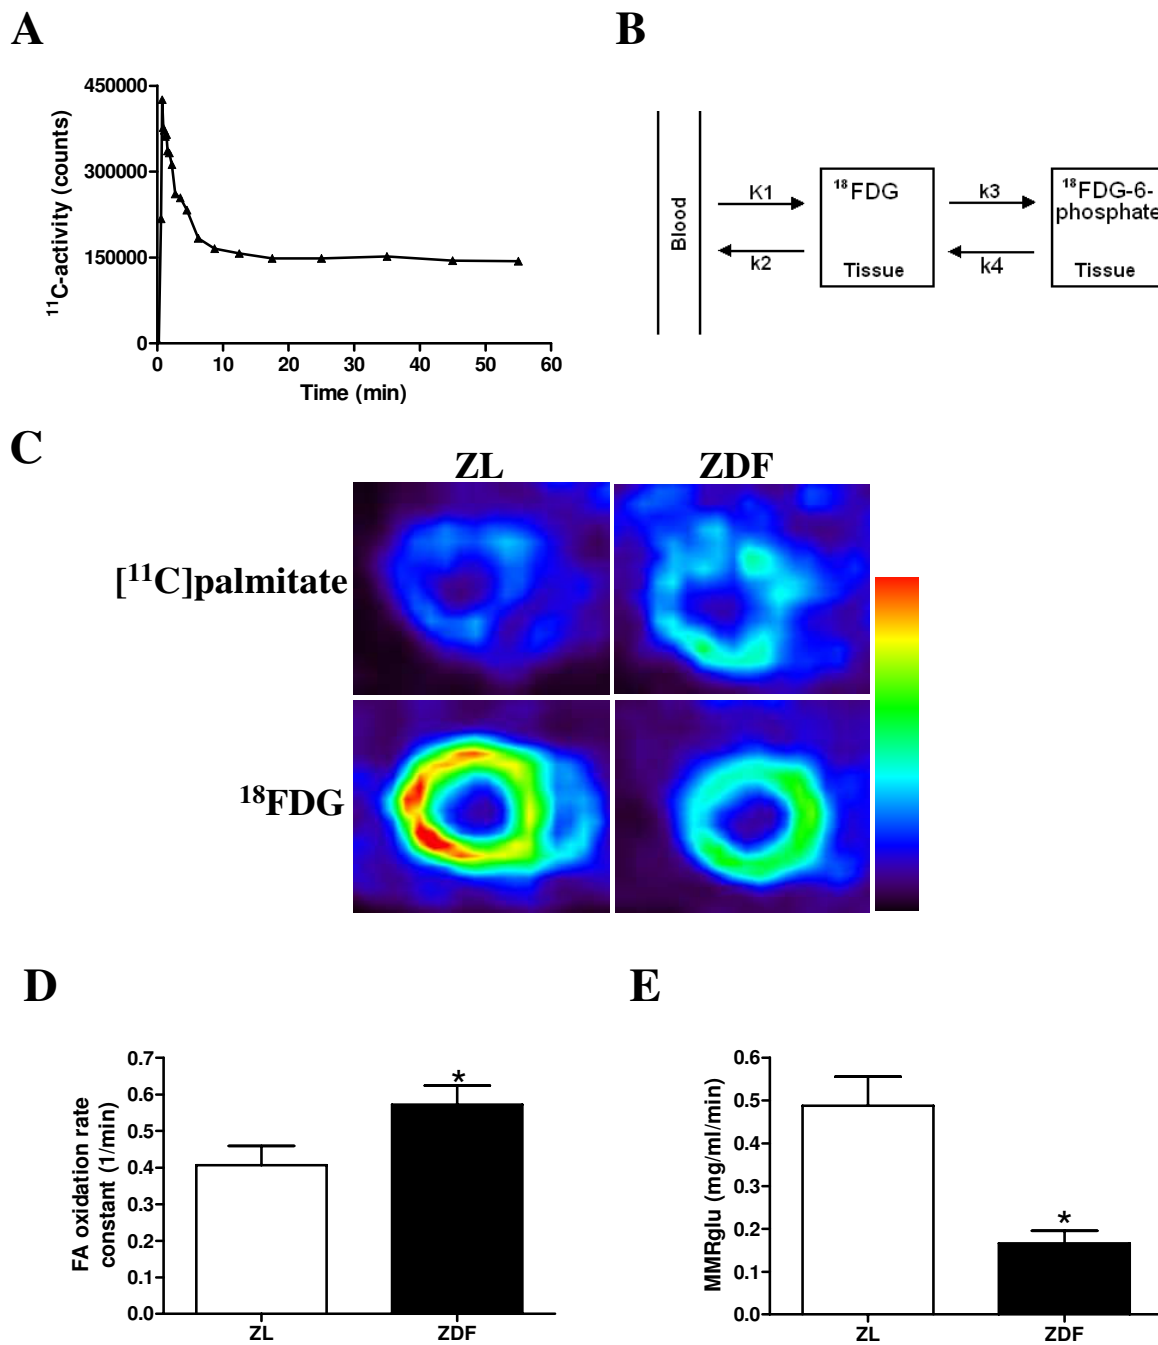 A
B
450000
300000
150000
0
¹¹C-activity (counts)
0 10 20 30 40 50 60
Time (min)
Blood
K1
k2
¹⁸FDG
Tissue
k3
k4
¹⁸FDG-6-
phosphate
Tissue
C
ZL ZDF
[¹¹C]palmitate
¹⁸FDG
D
E
0.7
0.6
0.5
0.4
0.3
0.2
0.1
0.0
FA oxidation rate
constant (1/min)
*
ZL ZDF
0.6
0.5
0.4
0.3
0.2
0.1
0.0
MMRglu (mg/ml/min)
*
ZL ZDF